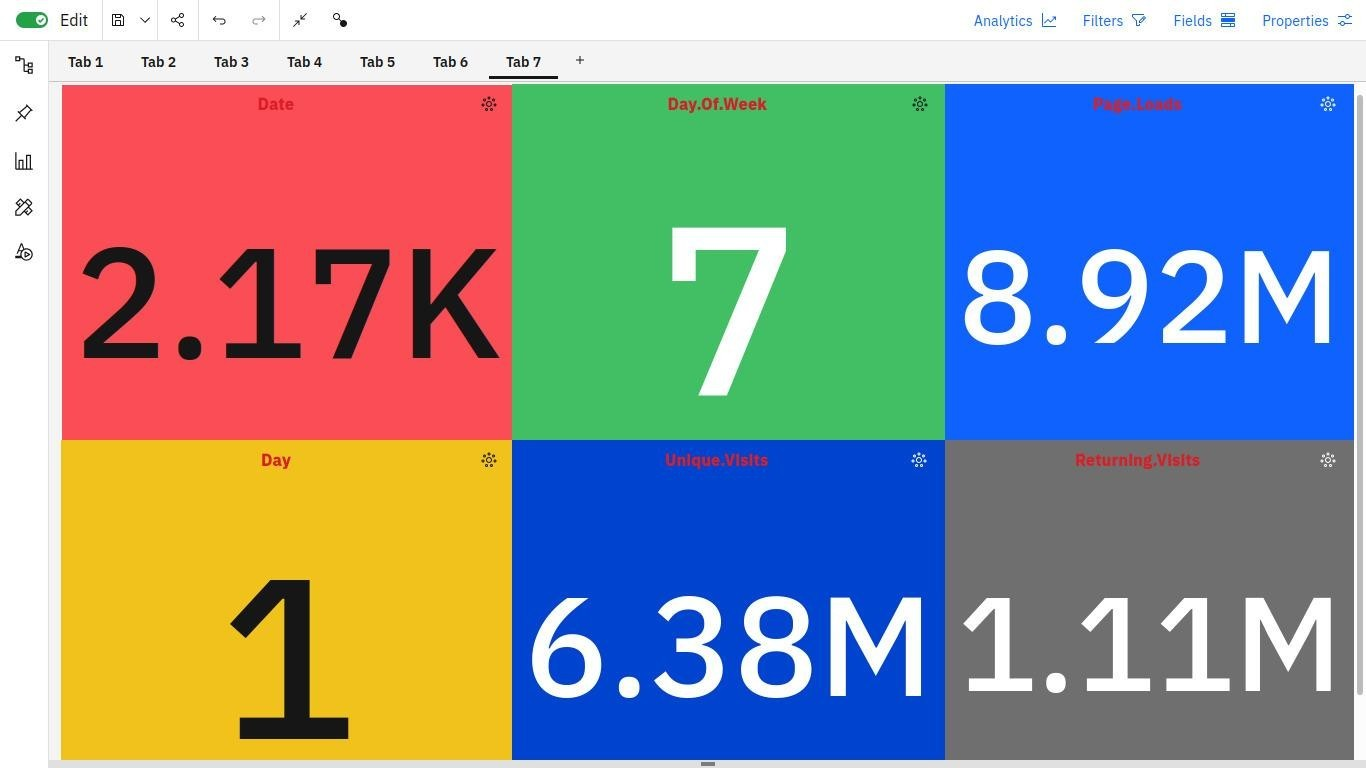 Edit
Analytics
Filters
Fields
Properties
Tab 1
Tab 2
Tab 3
Tab 4
Tab 5
Tab 6
Tab 7
+
Date
2.17K
Day.Of.Week
7
Page.Loads
8.92M
Day
1
Unique.Visits
6.38M
Returning.Visits
1.11M